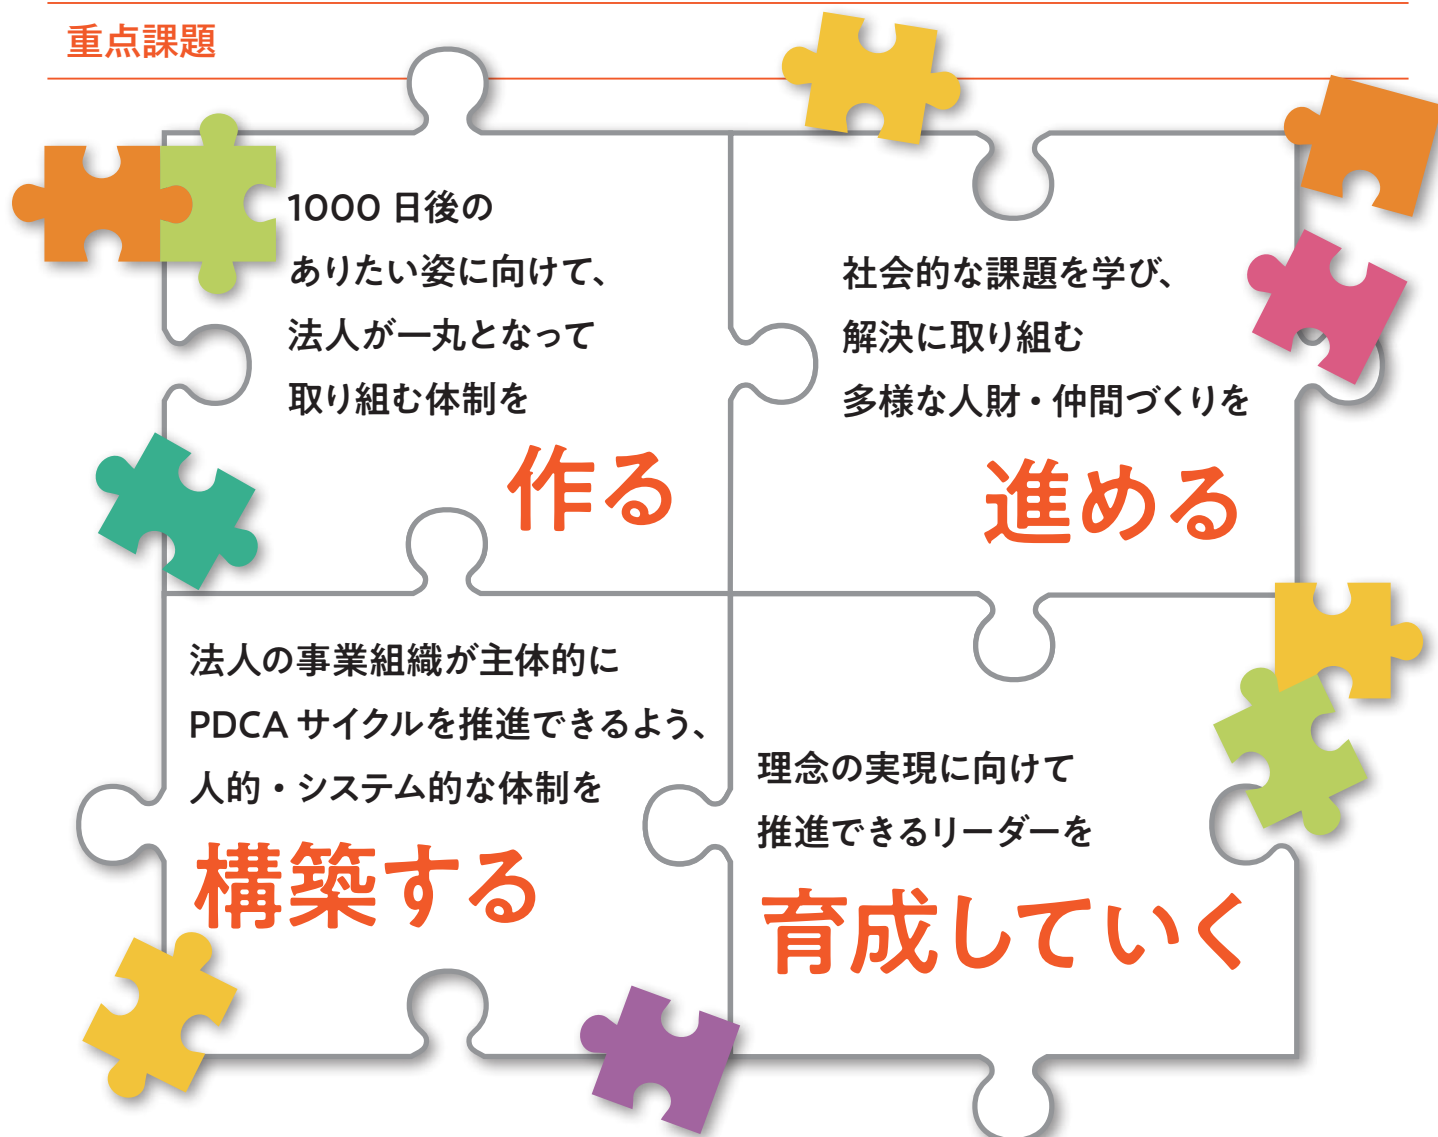 重点課題
1000 日後の
ありたい姿に向けて、
法人が一丸となって
取り組む体制を
作る
社会的な課題を学び、
解決に取り組む
多様な人財・仲間づくりを
進める
法人の事業組織が主体的に
PDCA サイクルを推進できるよう、
人的・システム的な体制を
構築する
理念の実現に向けて
推進できるリーダーを
育成していく